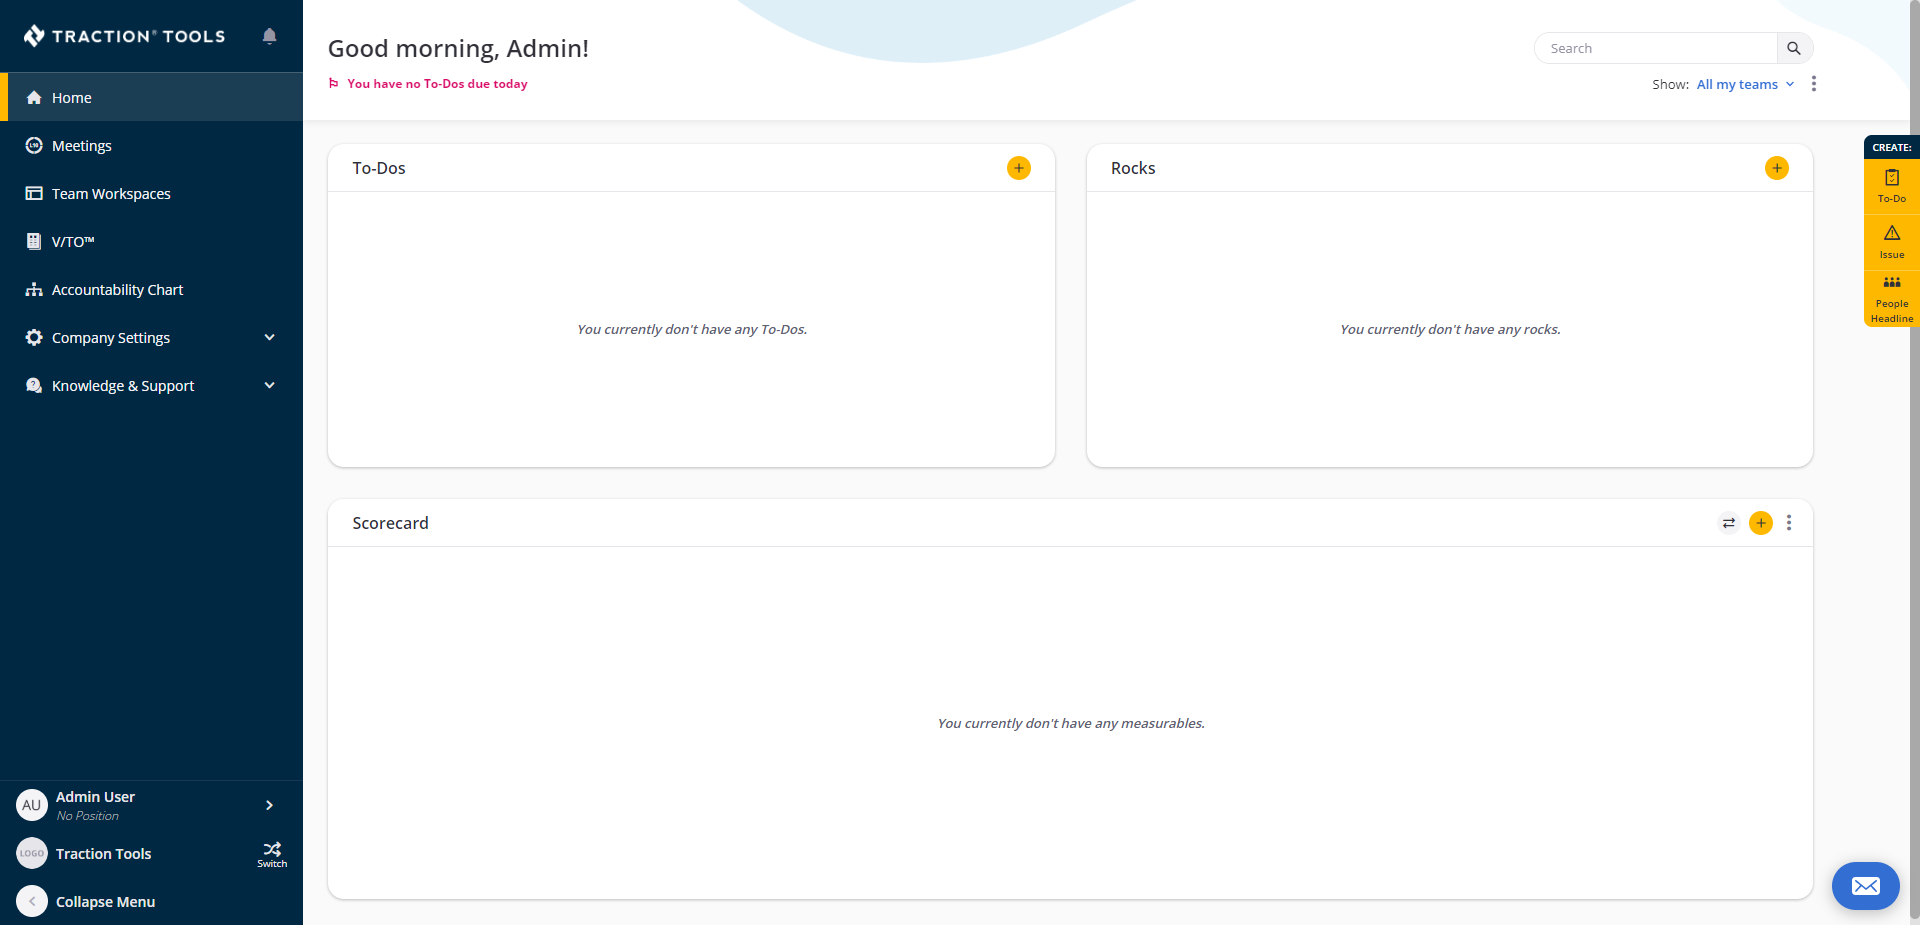 TRACTION® TOOLS
Home
Meetings
Team Workspaces
V/TO™
Accountability Chart
Company Settings
Knowledge & Support
AU
Admin User
No Position
LOGO
Traction Tools
Switch
Collapse Menu
Good morning, Admin!
You have no To-Dos due today
Search
Show: All my teams
To-Dos
You currently don't have any To-Dos.
Rocks
You currently don't have any rocks.
Scorecard
You currently don't have any measurables.
CREATE:
To-Do
Issue
People
Headline